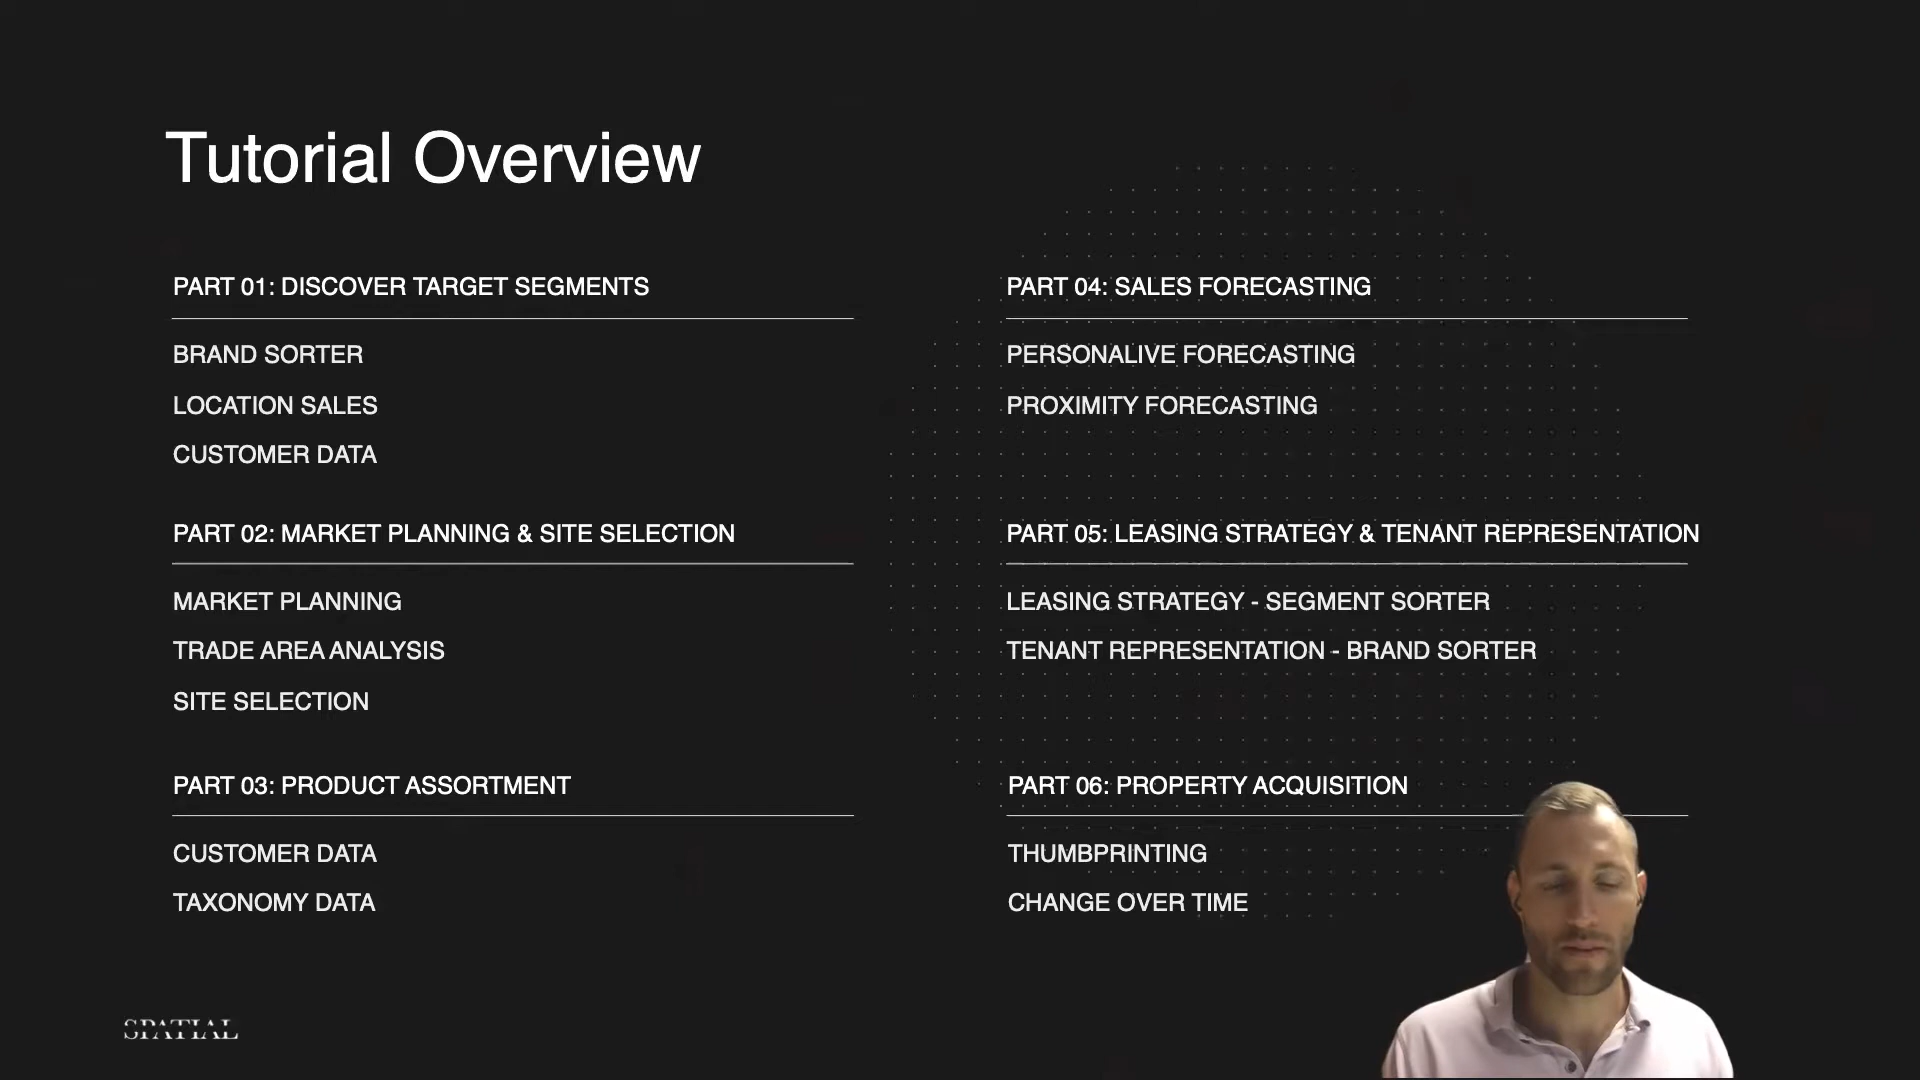 Tutorial Overview
PART 01: DISCOVER TARGET SEGMENTS
BRAND SORTER
LOCATION SALES
CUSTOMER DATA
PART 02: MARKET PLANNING & SITE SELECTION
MARKET PLANNING
TRADE AREA ANALYSIS
SITE SELECTION
PART 03: PRODUCT ASSORTMENT
CUSTOMER DATA
TAXONOMY DATA
PART 04: SALES FORECASTING
PERSONALIVE FORECASTING
PROXIMITY FORECASTING
PART 05: LEASING STRATEGY & TENANT REPRESENTATION
LEASING STRATEGY - SEGMENT SORTER
TENANT REPRESENTATION - BRAND SORTER
PART 06: PROPERTY ACQUISITION
THUMBPRINTING
CHANGE OVER TIME
SPATIAL